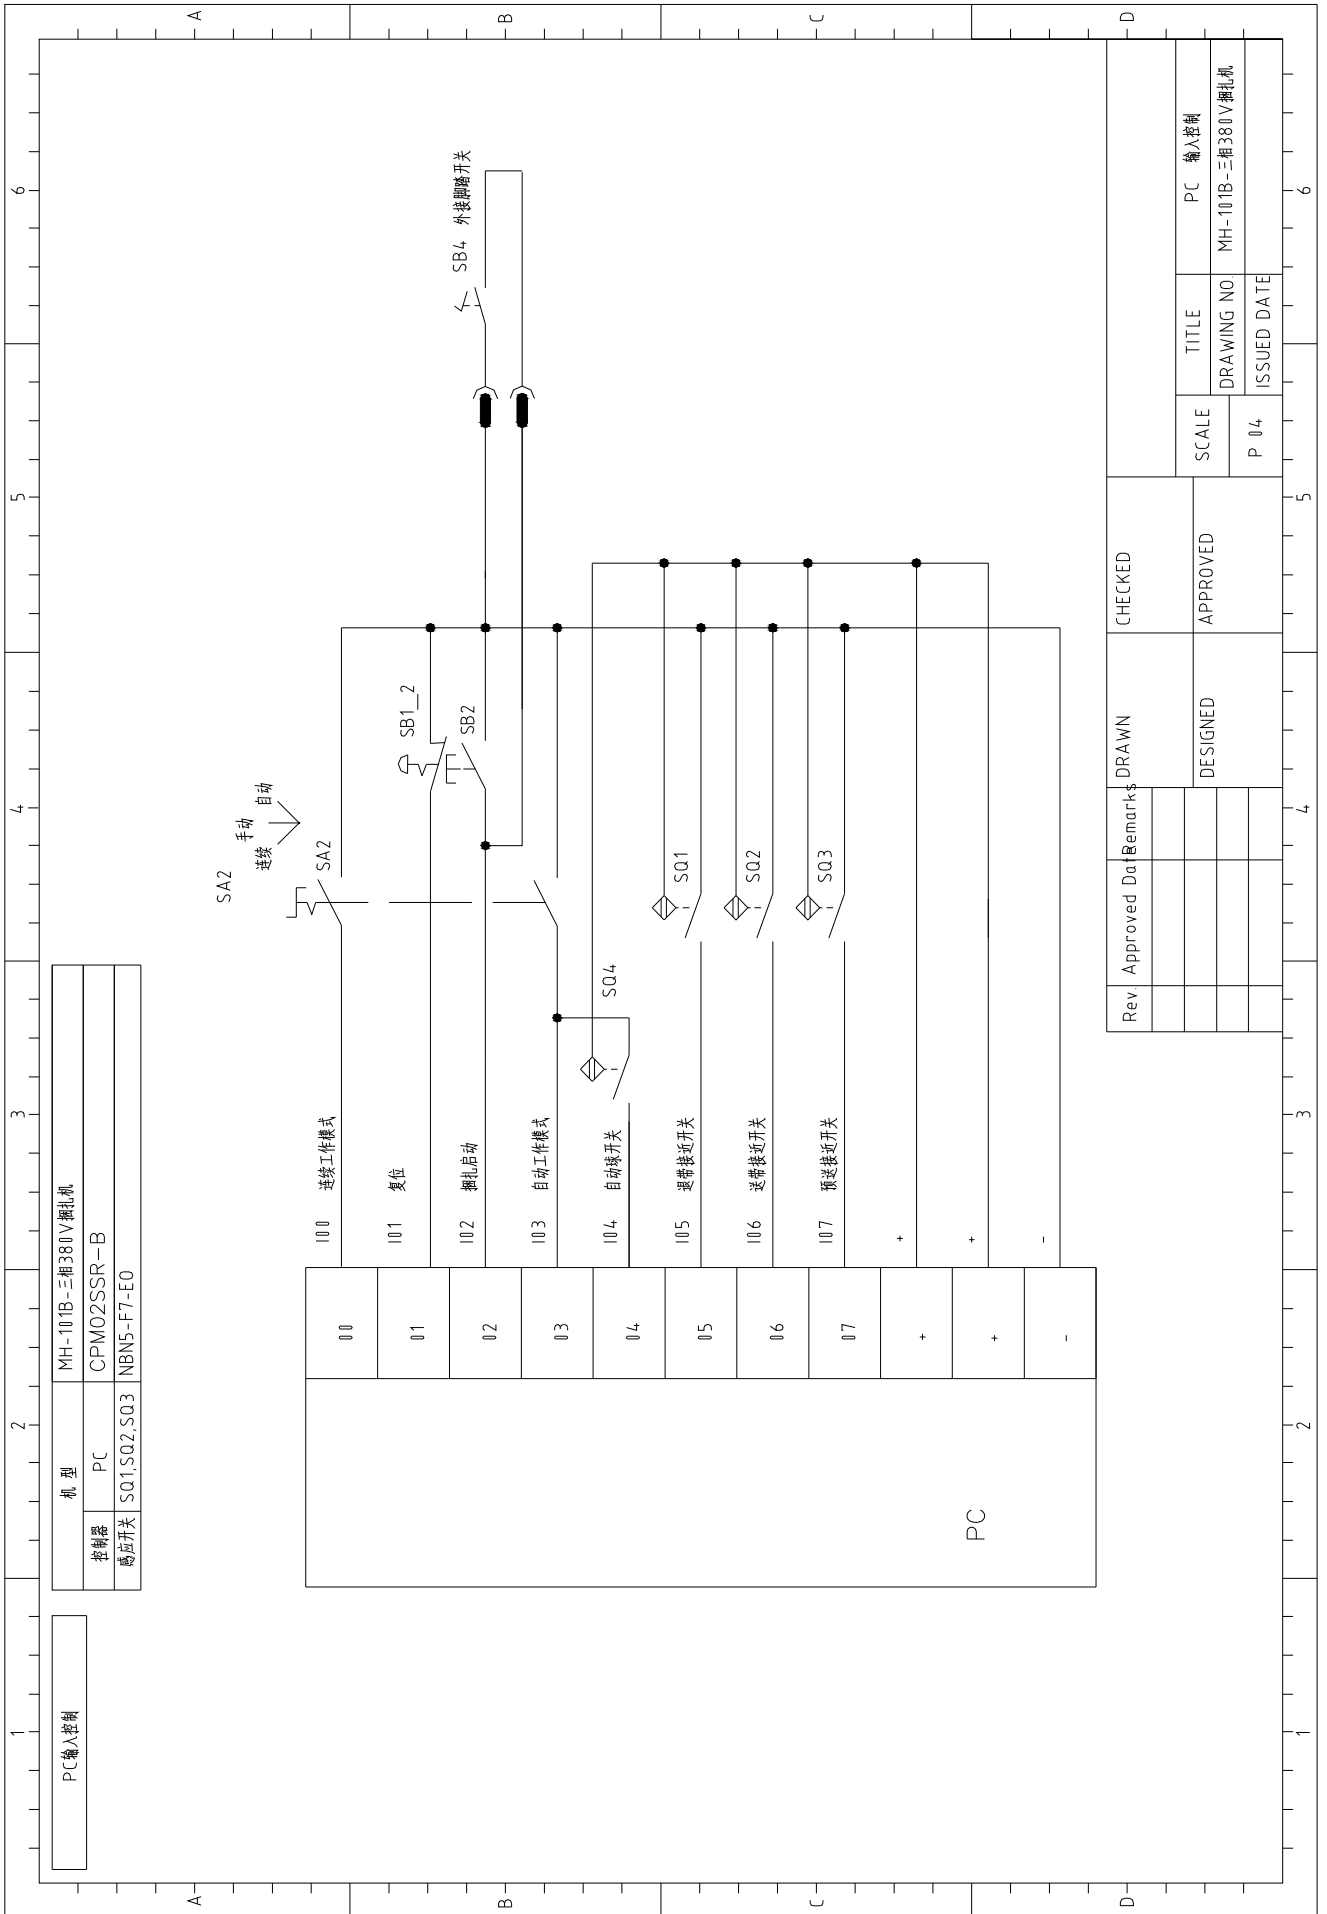 PC输入控制
机 型
MH-101B-三相380V捆扎机
控制器
PC
CPM02SSR-B
感应开关
SQ1,SQ2,SQ3
NBN5-F7-E0
SA2
连续
手动
自动
SA2
SB1_2
SB2
SB4 外接脚踏开关
SQ4
SQ1
SQ2
SQ3
I00 连续工作模式
I01 复位
I02 捆扎启动
I03 自动工作模式
I04 自动球开关
I05 退带接近开关
I06 送带接近开关
I07 预送接近开关
+
+
-
00
01
02
03
04
05
06
07
+
+
-
PC
Rev.
Approved Date
Remarks
DRAWN
CHECKED
DESIGNED
APPROVED
SCALE
P 04
TITLE
PC 输入控制
DRAWING NO.
MH-101B-三相380V捆扎机
ISSUED DATE
1
2
3
4
5
6
1
2
3
4
5
6
A
B
C
D
A
B
C
D